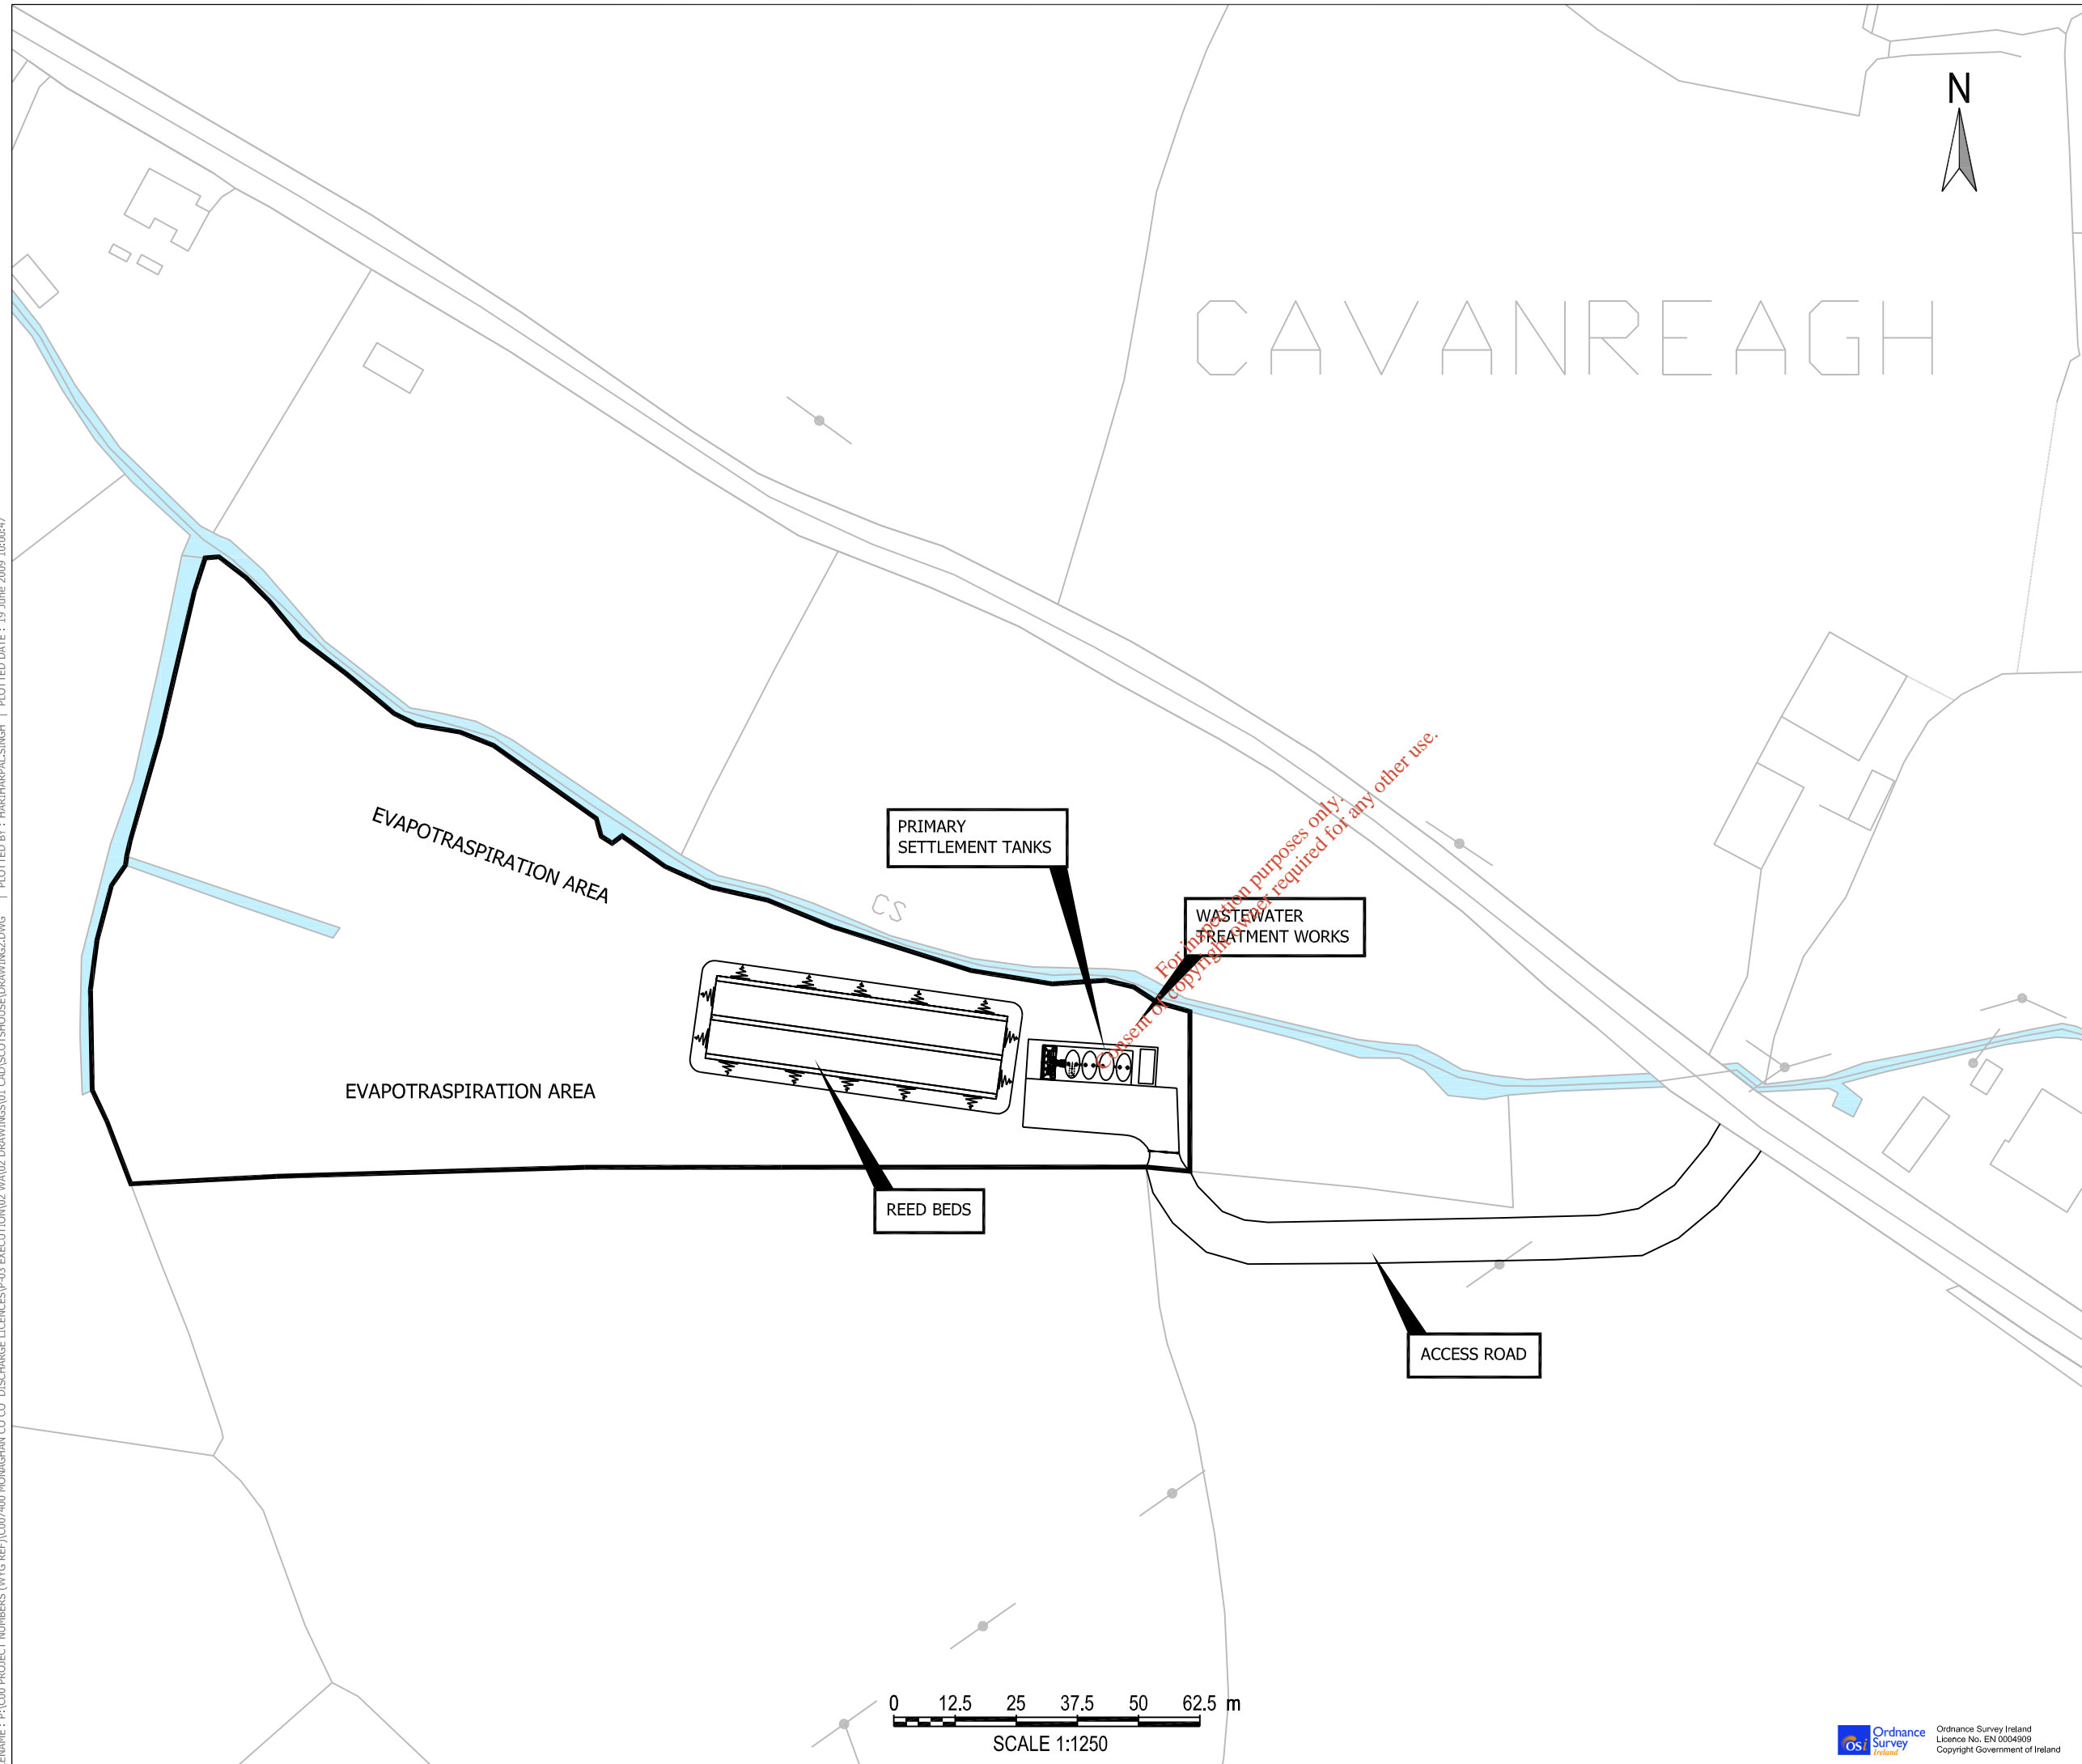 N
CAVANREAGH
EVAPOTRASPIRATION AREA
PRIMARY
SETTLEMENT TANKS
CS
WASTEWATER
TREATMENT WORKS
For inspection purposes only.
Consent of copyright owner required for any other use.
EVAPOTRASPIRATION AREA
REED BEDS
ACCESS ROAD
0 12.5 25 37.5 50 62.5 m
SCALE 1:1250
Ordnance
Survey
Ireland
osi
Ordnance Survey Ireland
Licence No. EN 0004909
Copyright Government of Ireland